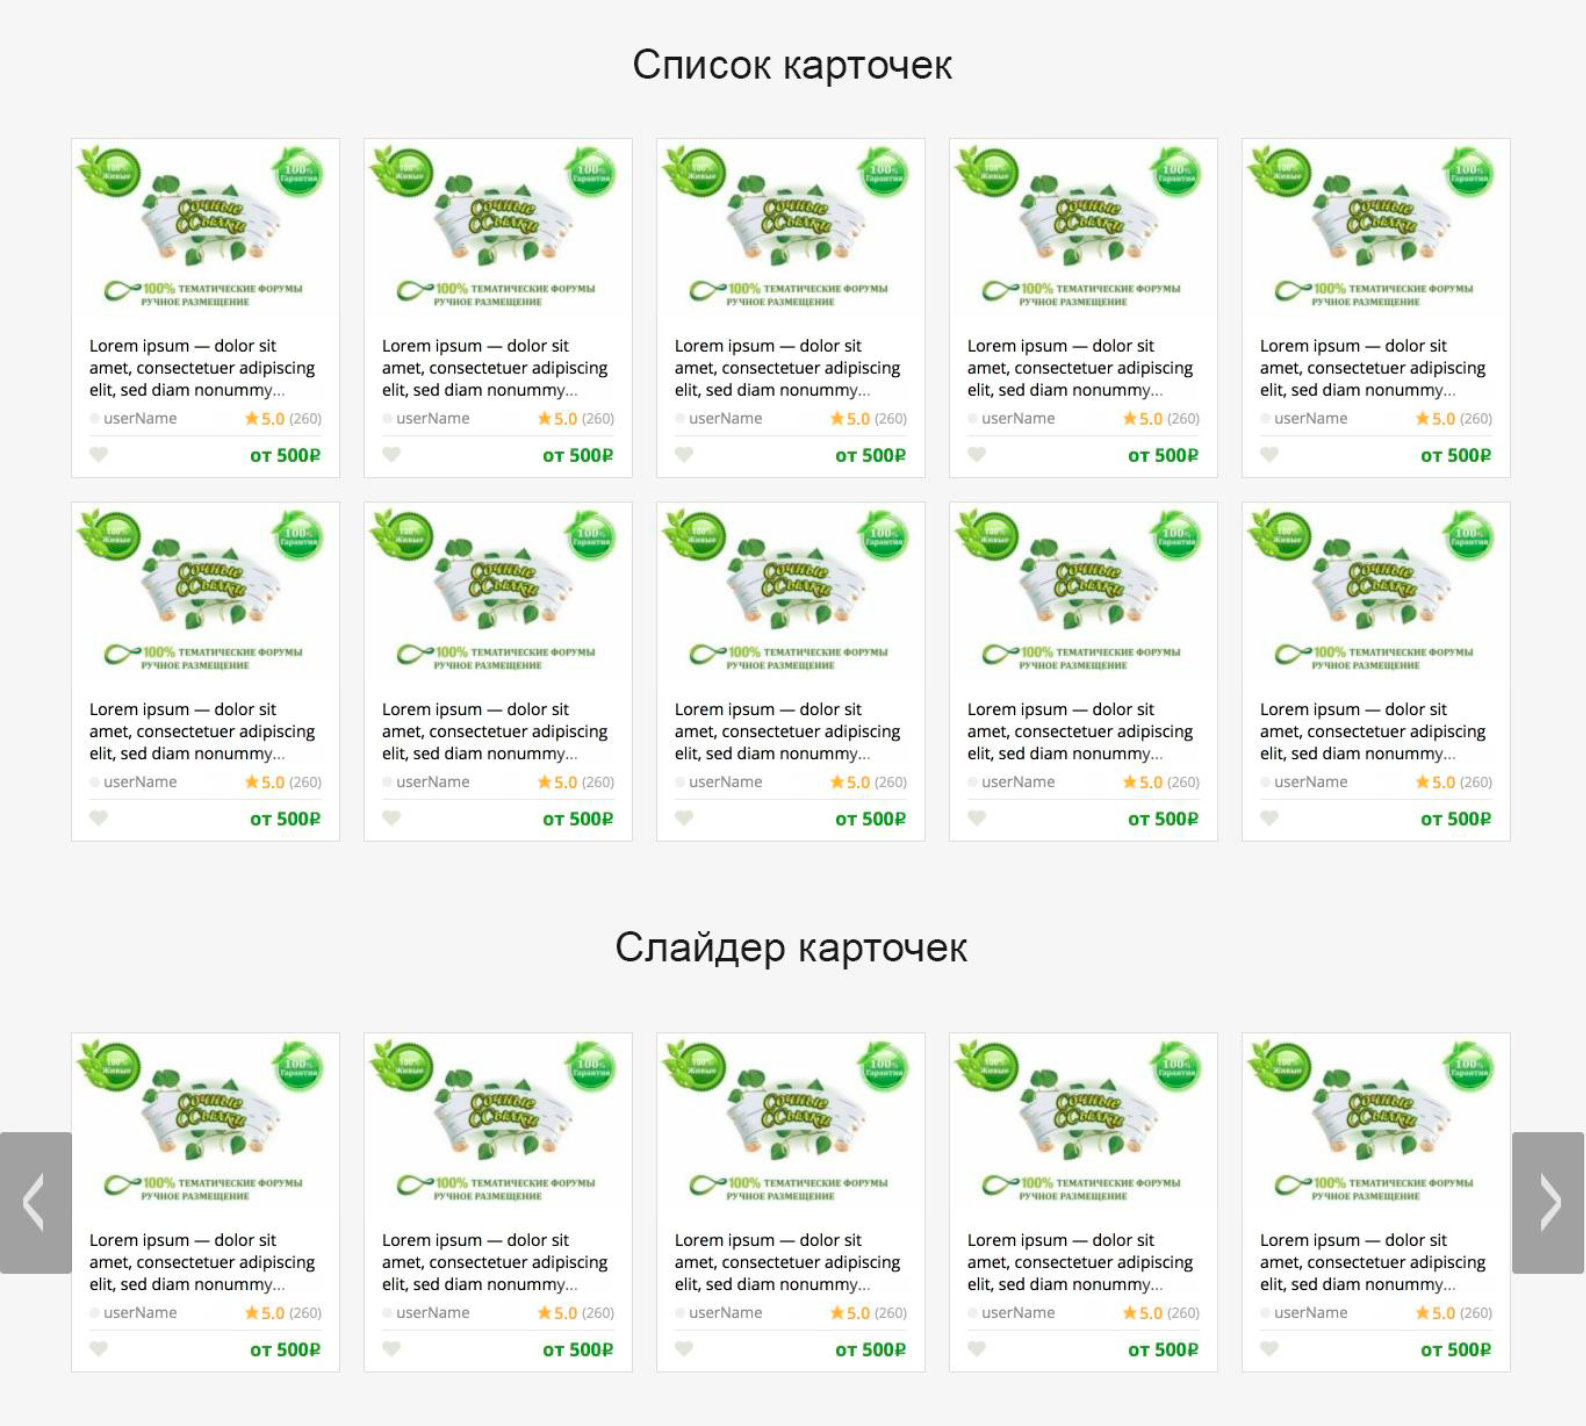 Список карточек
100% Живые
100% Гарантия
Сочные
ССылки
100% ТЕМАТИЧЕСКИЕ ФОРУМЫ
РУЧНОЕ РАЗМЕЩЕНИЕ
Lorem ipsum — dolor sit
amet, consectetuer adipiscing
elit, sed diam nonummy...
userName ★5.0 (260)
от 500₽
100% Живые
100% Гарантия
Сочные
ССылки
100% ТЕМАТИЧЕСКИЕ ФОРУМЫ
РУЧНОЕ РАЗМЕЩЕНИЕ
Lorem ipsum — dolor sit
amet, consectetuer adipiscing
elit, sed diam nonummy...
userName ★5.0 (260)
от 500₽
100% Живые
100% Гарантия
Сочные
ССылки
100% ТЕМАТИЧЕСКИЕ ФОРУМЫ
РУЧНОЕ РАЗМЕЩЕНИЕ
Lorem ipsum — dolor sit
amet, consectetuer adipiscing
elit, sed diam nonummy...
userName ★5.0 (260)
от 500₽
100% Живые
100% Гарантия
Сочные
ССылки
100% ТЕМАТИЧЕСКИЕ ФОРУМЫ
РУЧНОЕ РАЗМЕЩЕНИЕ
Lorem ipsum — dolor sit
amet, consectetuer adipiscing
elit, sed diam nonummy...
userName ★5.0 (260)
от 500₽
100% Живые
100% Гарантия
Сочные
ССылки
100% ТЕМАТИЧЕСКИЕ ФОРУМЫ
РУЧНОЕ РАЗМЕЩЕНИЕ
Lorem ipsum — dolor sit
amet, consectetuer adipiscing
elit, sed diam nonummy...
userName ★5.0 (260)
от 500₽
100% Живые
100% Гарантия
Сочные
ССылки
100% ТЕМАТИЧЕСКИЕ ФОРУМЫ
РУЧНОЕ РАЗМЕЩЕНИЕ
Lorem ipsum — dolor sit
amet, consectetuer adipiscing
elit, sed diam nonummy...
userName ★5.0 (260)
от 500₽
100% Живые
100% Гарантия
Сочные
ССылки
100% ТЕМАТИЧЕСКИЕ ФОРУМЫ
РУЧНОЕ РАЗМЕЩЕНИЕ
Lorem ipsum — dolor sit
amet, consectetuer adipiscing
elit, sed diam nonummy...
userName ★5.0 (260)
от 500₽
100% Живые
100% Гарантия
Сочные
ССылки
100% ТЕМАТИЧЕСКИЕ ФОРУМЫ
РУЧНОЕ РАЗМЕЩЕНИЕ
Lorem ipsum — dolor sit
amet, consectetuer adipiscing
elit, sed diam nonummy...
userName ★5.0 (260)
от 500₽
100% Живые
100% Гарантия
Сочные
ССылки
100% ТЕМАТИЧЕСКИЕ ФОРУМЫ
РУЧНОЕ РАЗМЕЩЕНИЕ
Lorem ipsum — dolor sit
amet, consectetuer adipiscing
elit, sed diam nonummy...
userName ★5.0 (260)
от 500₽
100% Живые
100% Гарантия
Сочные
ССылки
100% ТЕМАТИЧЕСКИЕ ФОРУМЫ
РУЧНОЕ РАЗМЕЩЕНИЕ
Lorem ipsum — dolor sit
amet, consectetuer adipiscing
elit, sed diam nonummy...
userName ★5.0 (260)
от 500₽
Слайдер карточек
100% Живые
100% Гарантия
Сочные
ССылки
100% ТЕМАТИЧЕСКИЕ ФОРУМЫ
РУЧНОЕ РАЗМЕЩЕНИЕ
Lorem ipsum — dolor sit
amet, consectetuer adipiscing
elit, sed diam nonummy...
userName ★5.0 (260)
от 500₽
100% Живые
100% Гарантия
Сочные
ССылки
100% ТЕМАТИЧЕСКИЕ ФОРУМЫ
РУЧНОЕ РАЗМЕЩЕНИЕ
Lorem ipsum — dolor sit
amet, consectetuer adipiscing
elit, sed diam nonummy...
userName ★5.0 (260)
от 500₽
100% Живые
100% Гарантия
Сочные
ССылки
100% ТЕМАТИЧЕСКИЕ ФОРУМЫ
РУЧНОЕ РАЗМЕЩЕНИЕ
Lorem ipsum — dolor sit
amet, consectetuer adipiscing
elit, sed diam nonummy...
userName ★5.0 (260)
от 500₽
100% Живые
100% Гарантия
Сочные
ССылки
100% ТЕМАТИЧЕСКИЕ ФОРУМЫ
РУЧНОЕ РАЗМЕЩЕНИЕ
Lorem ipsum — dolor sit
amet, consectetuer adipiscing
elit, sed diam nonummy...
userName ★5.0 (260)
от 500₽
100% Живые
100% Гарантия
Сочные
ССылки
100% ТЕМАТИЧЕСКИЕ ФОРУМЫ
РУЧНОЕ РАЗМЕЩЕНИЕ
Lorem ipsum — dolor sit
amet, consectetuer adipiscing
elit, sed diam nonummy...
userName ★5.0 (260)
от 500₽